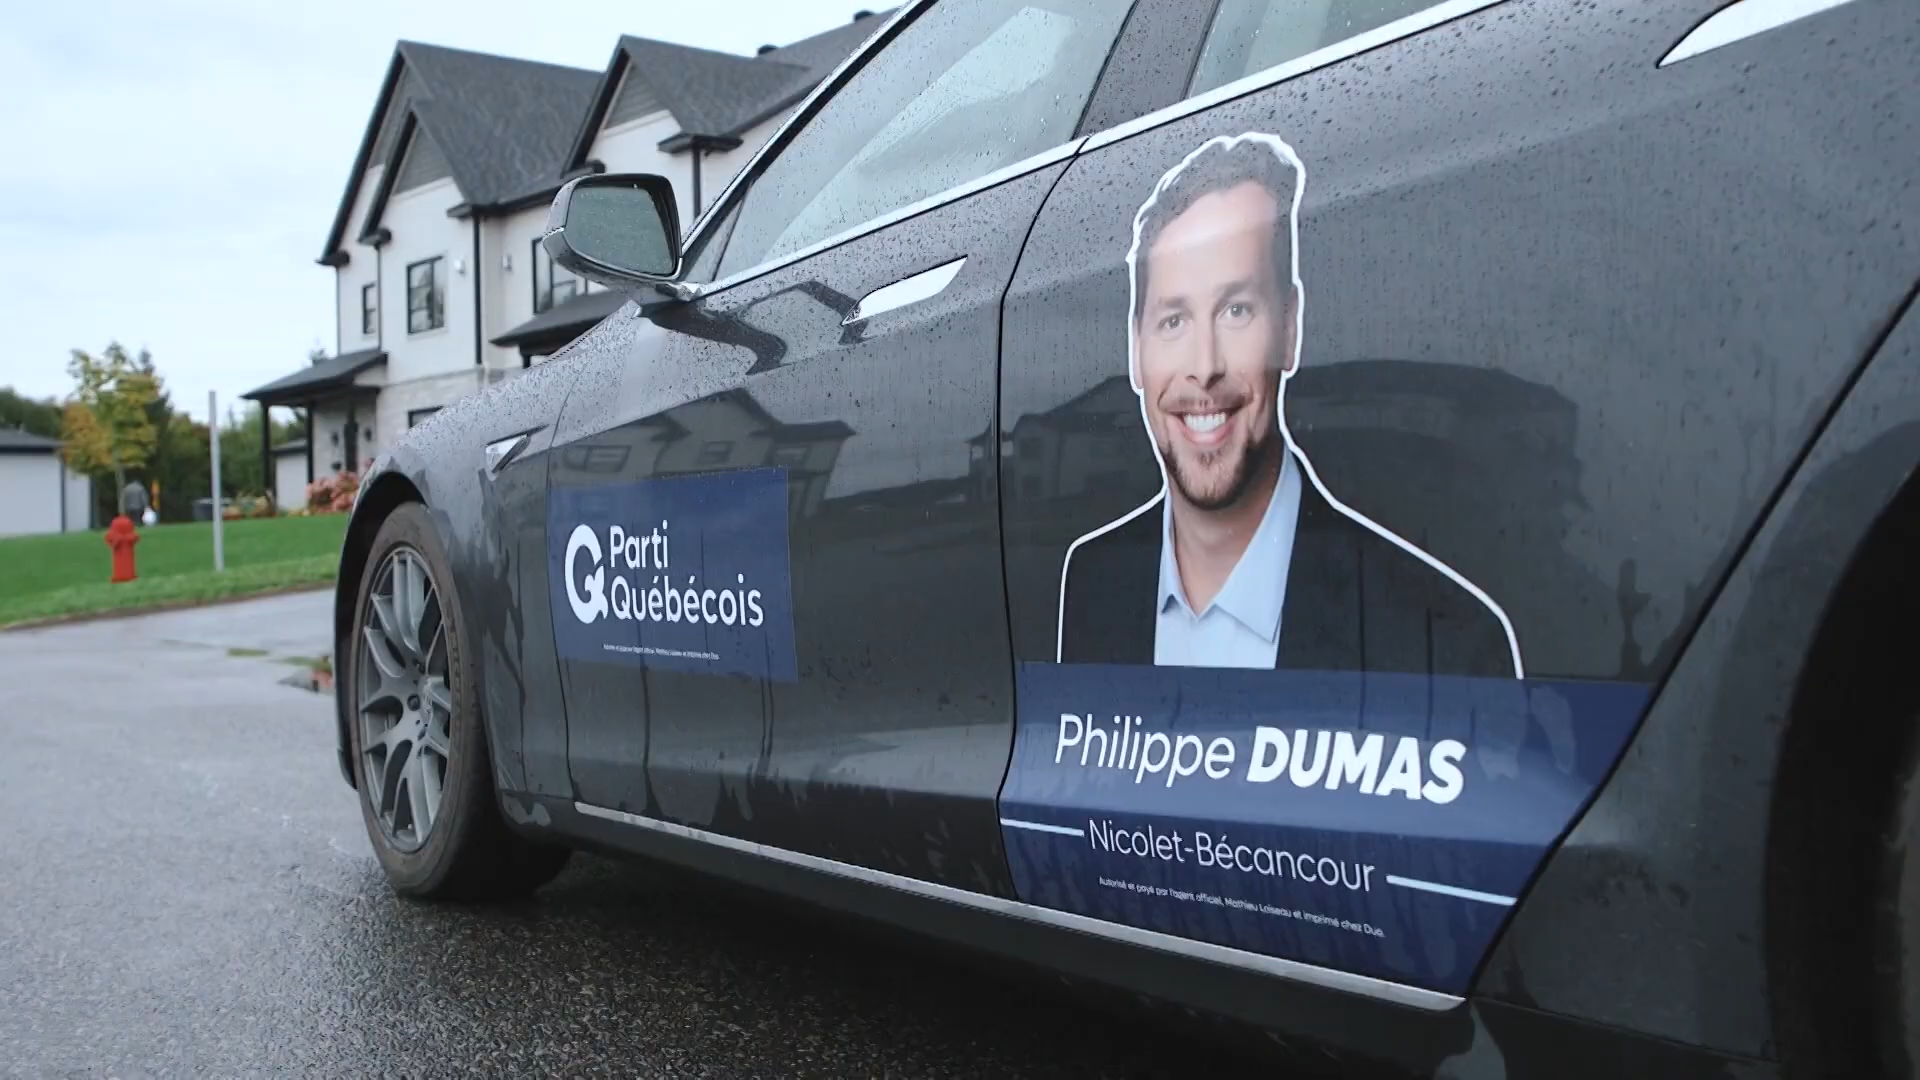 Parti
Québécois
Philippe DUMAS
Nicolet-Bécancour
Autorisé et payé par l'agent officiel, Mathieu Loiseau et imprimé chez Duo.